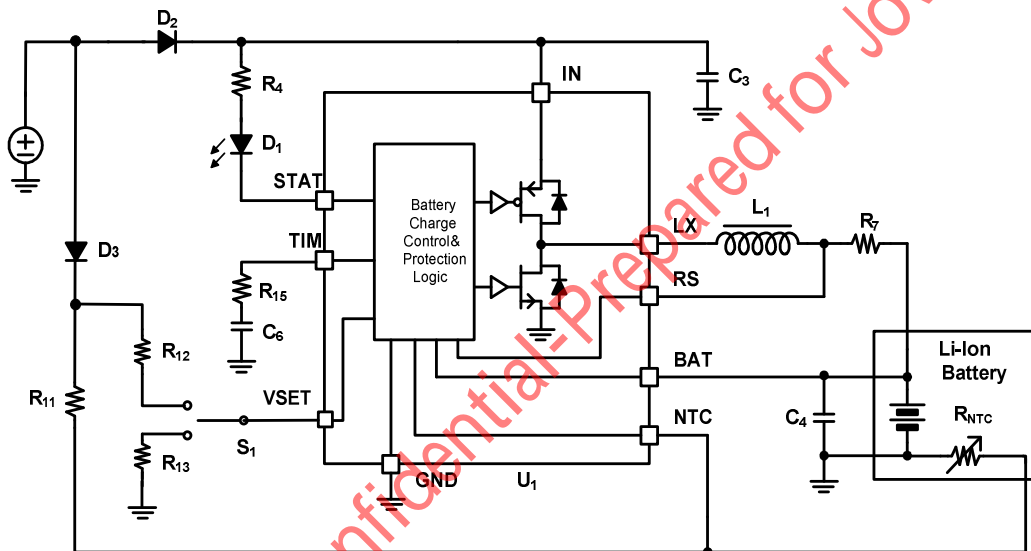 D2
IN
R4
C3
D1
STAT
Battery
Charge
Control&
Protection
Logic
LX
L1
R7
TIM
D3
RS
R15
C6
R12
Li-Ion
Battery
BAT
R11
VSET
C4
RNTC
NTC
S1
R13
GND
U1
nfidential-Prepared for Jo